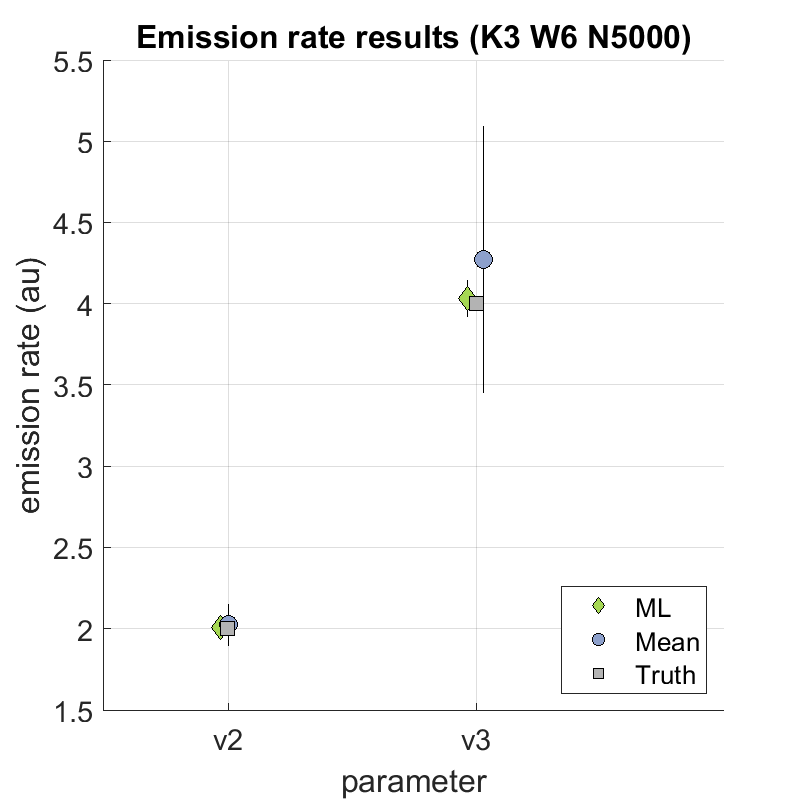 Emission rate results (K3 W6 N5000)
5.5
5
4.5
4
3.5
3
2.5
2
1.5
emission rate (au)
ML
Mean
Truth
v2 v3
parameter